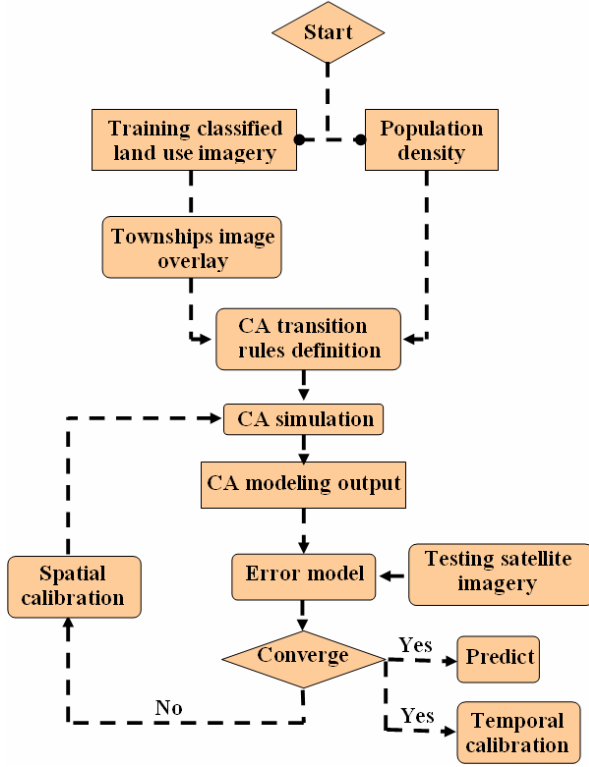 Start
Training classified
land use imagery
Population
density
Townships image
overlay
CA transition
rules definition
CA simulation
CA modeling output
Spatial
calibration
Error model
Testing satellite
imagery
Converge
Yes
Predict
No
Yes
Temporal
calibration